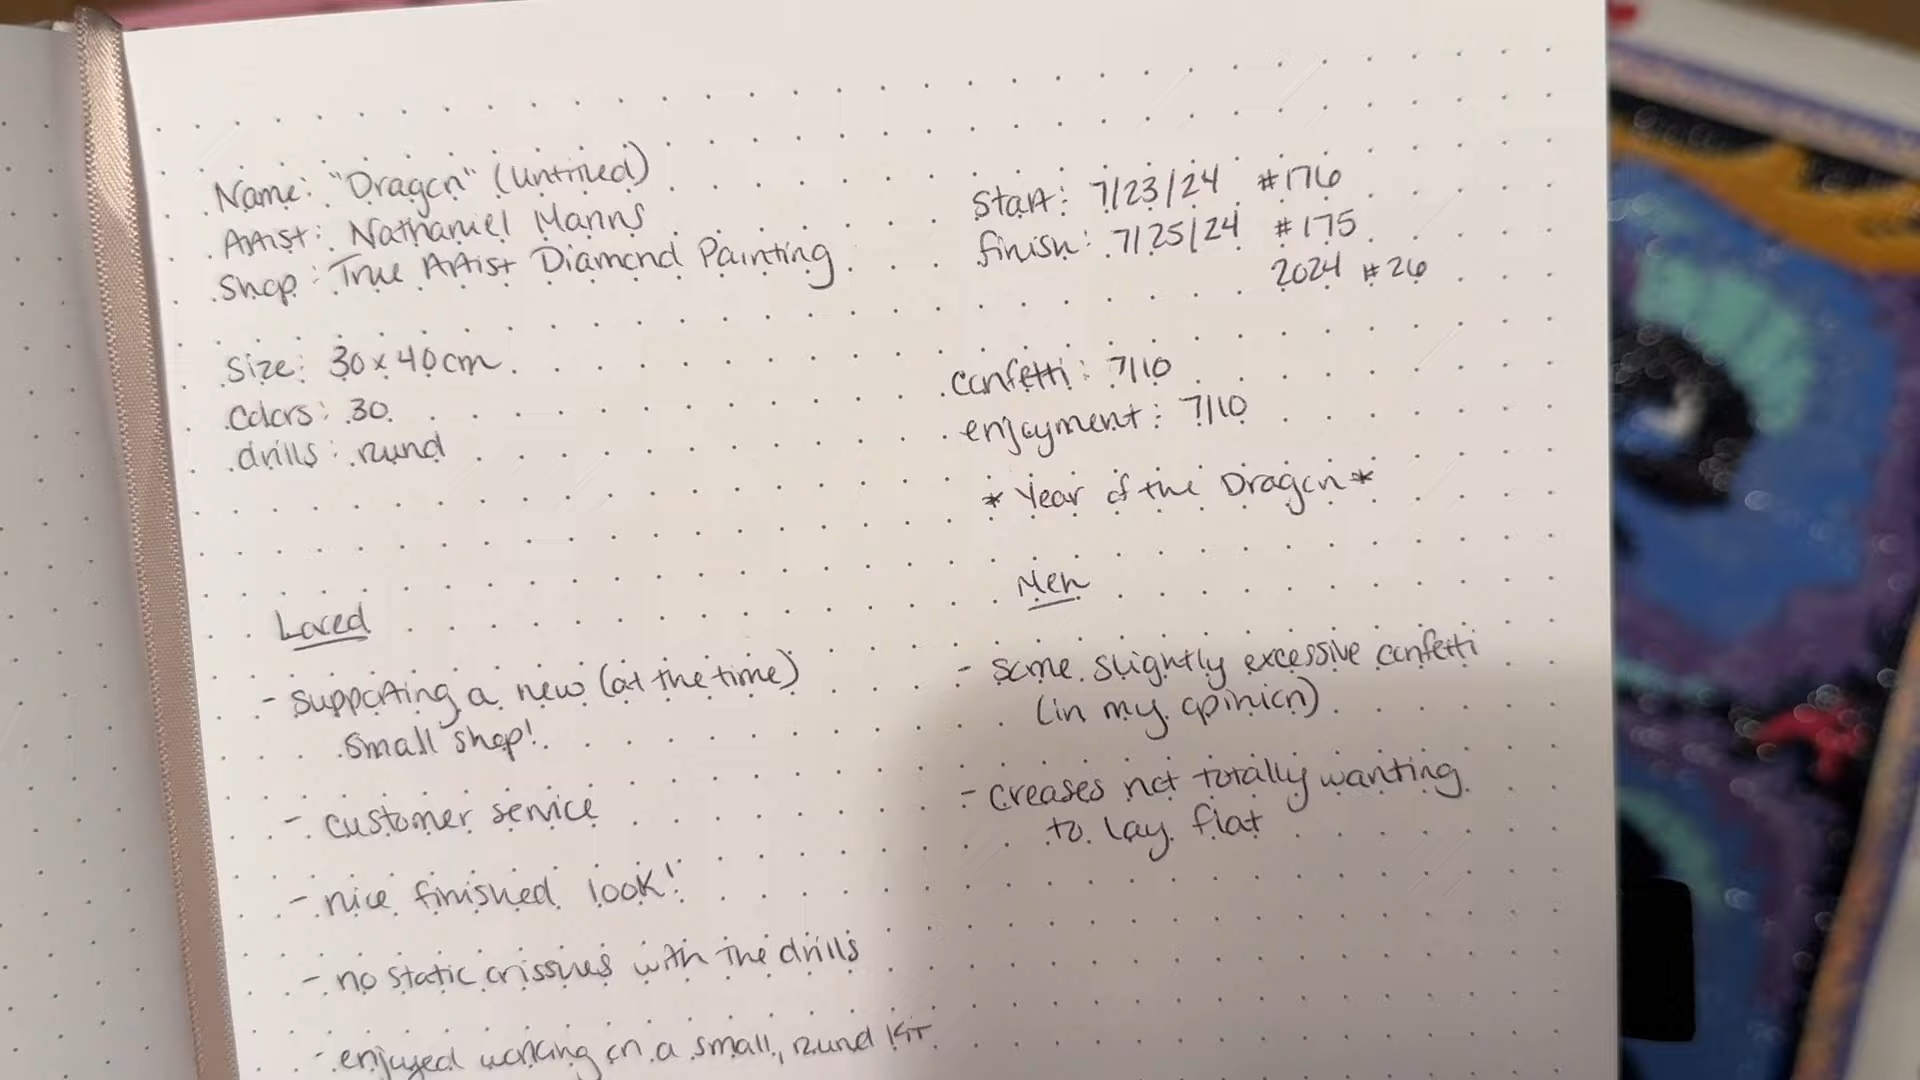 Name: "Dragon" (untitled)
Artist: Nathaniel Manns
Shop: True Artist Diamond Painting
Start: 7/23/24 #176
finish: 7/25/24 #175
2024 #26
Size: 30x40cm
Colors: 30
drills: round
confetti: 7/10
enjoyment: 7/10
*Year of the Dragon*
Loved
- supporting a new (at the time)
small shop!
- customer service
- nice finished look!
- no static or issues with the drills
- enjoyed working on a small, round kit
Meh
- some slightly excessive confetti
(in my opinion)
- creases not totally wanting
to lay flat